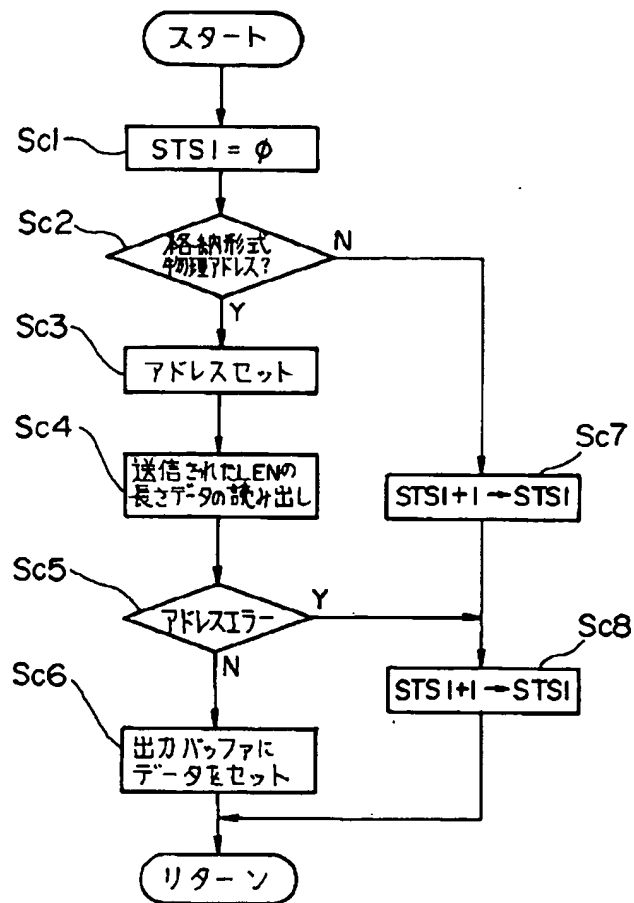 スタート
Sc1
STS1 = φ
Sc2
格納形式
物理アドレス?
N
Y
Sc3
アドレスセット
Sc4
送信されたLENの
長さデータの読み出し
Sc7
STS1+1→STS1
Sc5
アドレスエラー
Y
N
Sc8
STS1+1→STS1
Sc6
出力バッファに
データをセット
リターン